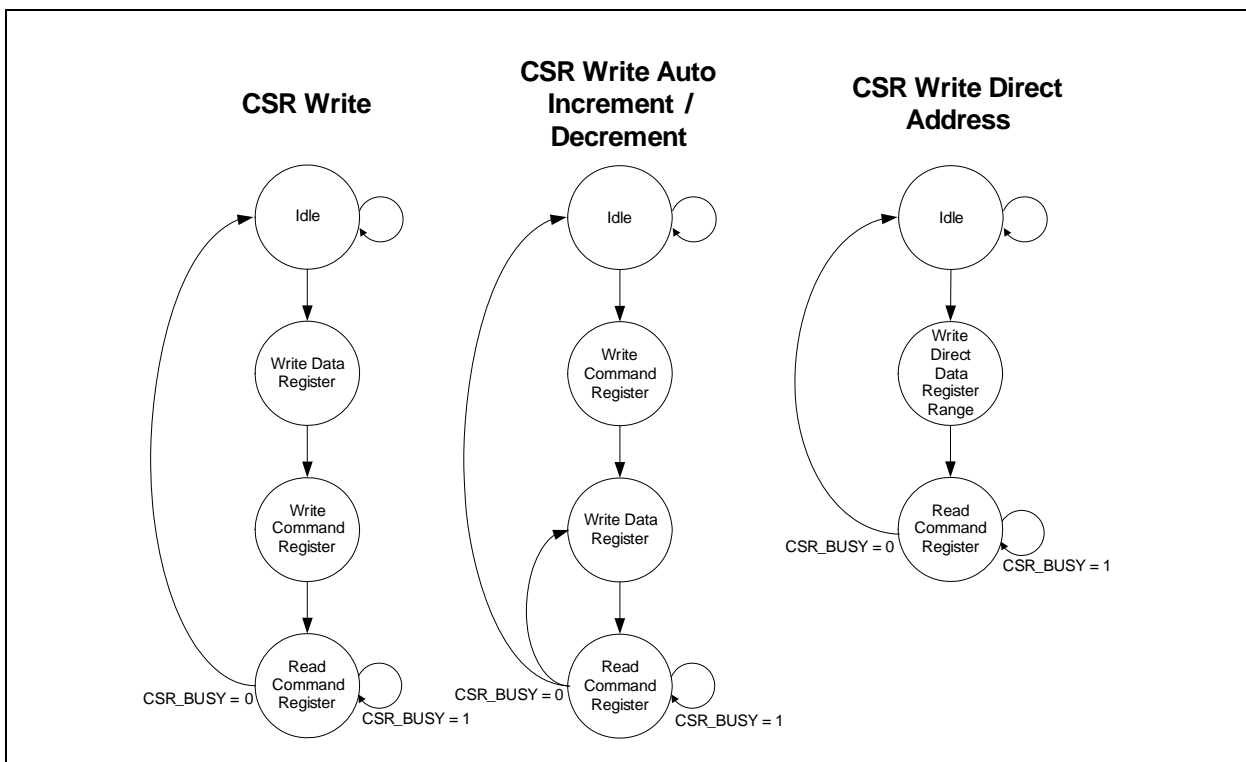 CSR Write
Idle
Write Data
Register
Write
Command
Register
Read
Command
Register
CSR_BUSY = 0
CSR_BUSY = 1
CSR Write Auto
Increment /
Decrement
Idle
Write
Command
Register
Write Data
Register
Read
Command
Register
CSR_BUSY = 0
CSR_BUSY = 1
CSR Write Direct
Address
Idle
Write
Direct
Data
Register
Range
Read
Command
Register
CSR_BUSY = 0
CSR_BUSY = 1